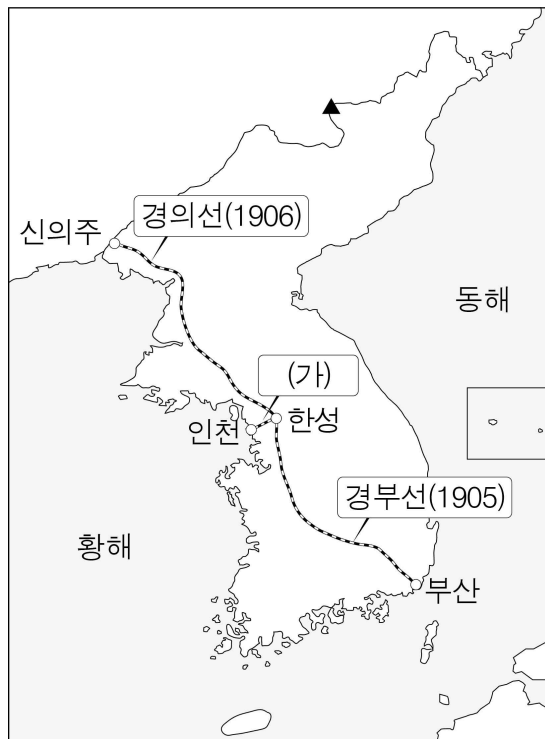 경의선(1906)
신의주
동해
(가)
한성
인천
경부선(1905)
황해
부산